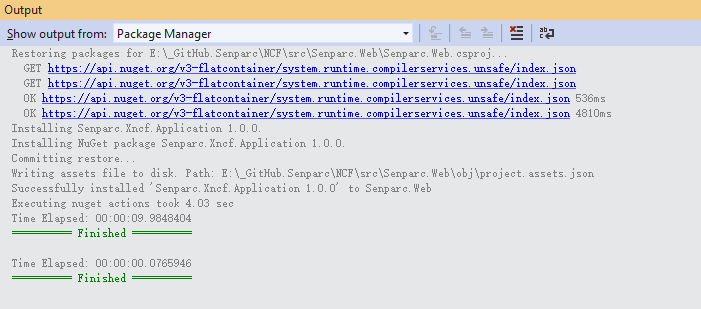 Output
Show output from: Package Manager
Restoring packages for E:\_GitHub.Senparc\NCF\src\Senparc.Web\Senparc.Web.csproj...
GET https://api.nuget.org/v3-flatcontainer/system.runtime.compilerservices.unsafe/index.json
GET https://api.nuget.org/v3-flatcontainer/system.runtime.compilerservices.unsafe/index.json
OK https://api.nuget.org/v3-flatcontainer/system.runtime.compilerservices.unsafe/index.json 536ms
OK https://api.nuget.org/v3-flatcontainer/system.runtime.compilerservices.unsafe/index.json 4810ms
Installing Senparc.Xncf.Application 1.0.0.
Installing NuGet package Senparc.Xncf.Application 1.0.0.
Committing restore...
Writing assets file to disk. Path: E:\_GitHub.Senparc\NCF\src\Senparc.Web\obj\project.assets.json
Successfully installed 'Senparc.Xncf.Application 1.0.0' to Senparc.Web
Executing nuget actions took 4.03 sec
Time Elapsed: 00:00:09.9848404
========== Finished ==========
Time Elapsed: 00:00:00.0765946
========== Finished ==========